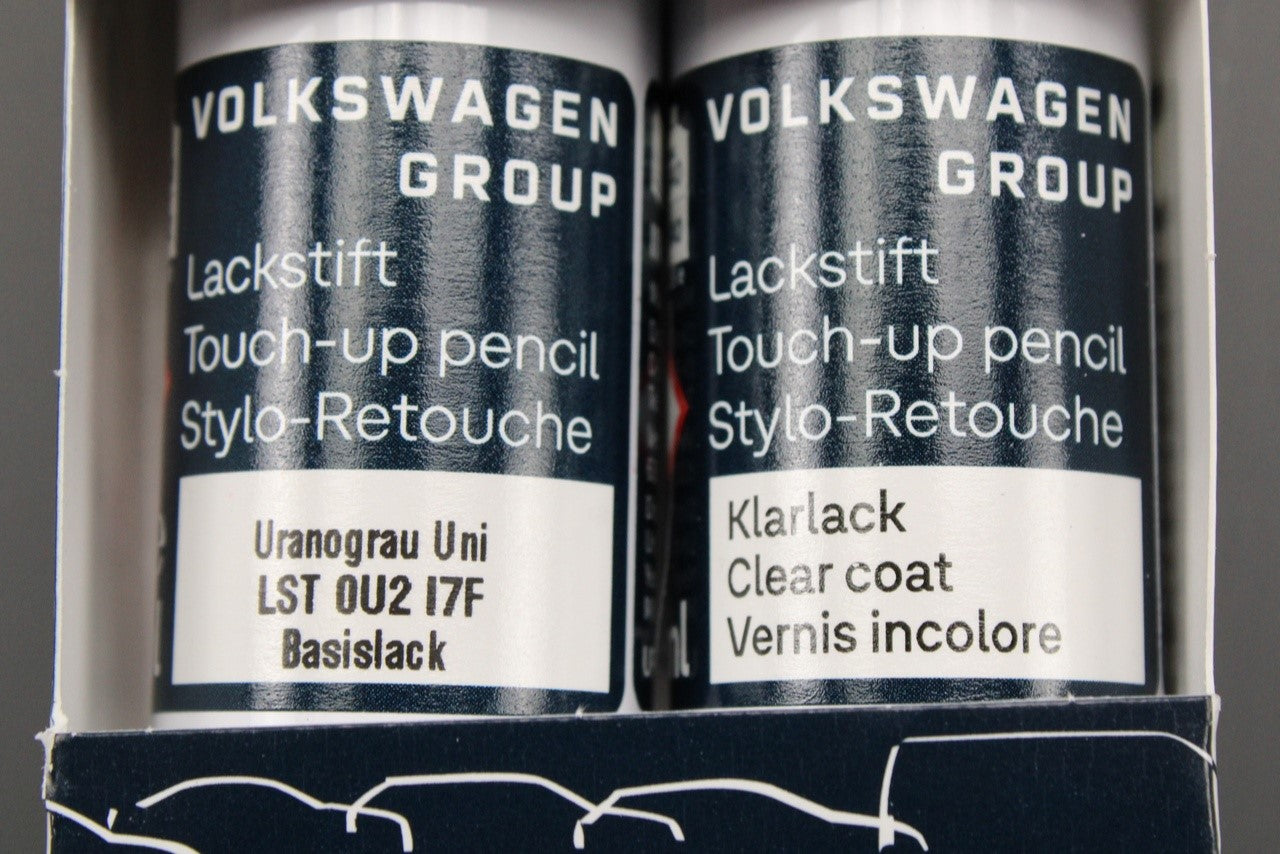 VOLKSWAGEN
GROUP
Lackstift
Touch-up pencil
Stylo-Retouche
Uranograu Uni
LST 0U2 I7F
Basislack
VOLKSWAGEN
GROUP
Lackstift
Touch-up pencil
Stylo-Retouche
Klarlack
Clear coat
Vernis incolore